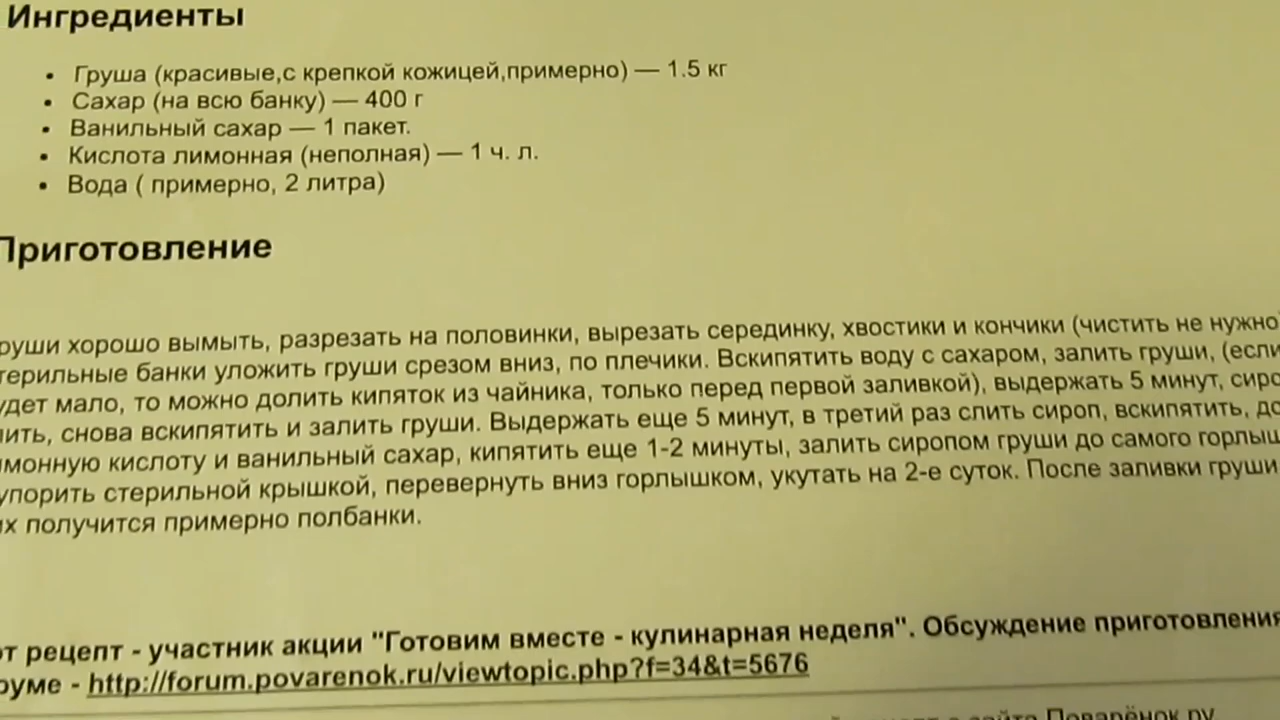 Ингредиенты
• Груша (красивые,с крепкой кожицей,примерно) — 1.5 кг
• Сахар (на всю банку) — 400 г
• Ванильный сахар — 1 пакет.
• Кислота лимонная (неполная) — 1 ч. л.
• Вода ( примерно, 2 литра)
Приготовление
руши хорошо вымыть, разрезать на половинки, вырезать серединку, хвостики и кончики (чистить не нужно)
терильные банки уложить груши срезом вниз, по плечики. Вскипятить воду с сахаром, залить груши, (если
удет мало, то можно долить кипяток из чайника, только перед первой заливкой), выдержать 5 минут, сиро
лить, снова вскипятить и залить груши. Выдержать еще 5 минут, в третий раз слить сироп, вскипятить, до
имонную кислоту и ванильный сахар, кипятить еще 1-2 минуты, залить сиропом груши до самого горлыш
упорить стерильной крышкой, перевернуть вниз горлышком, укутать на 2-е суток. После заливки груши
их получится примерно полбанки.
от рецепт - участник акции "Готовим вместе - кулинарная неделя". Обсуждение приготовления
руме - http://forum.povarenok.ru/viewtopic.php?f=34&t=5676
с сайта Поварёнок.ру